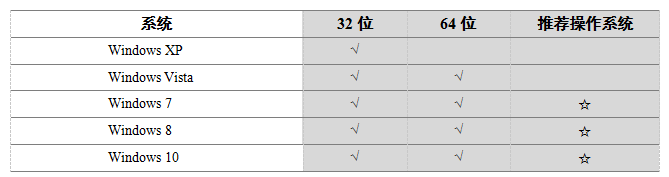 系统 32 位 64 位 推荐操作系统
Windows XP √
Windows Vista √ √
Windows 7 √ √ ☆
Windows 8 √ √ ☆
Windows 10 √ √ ☆